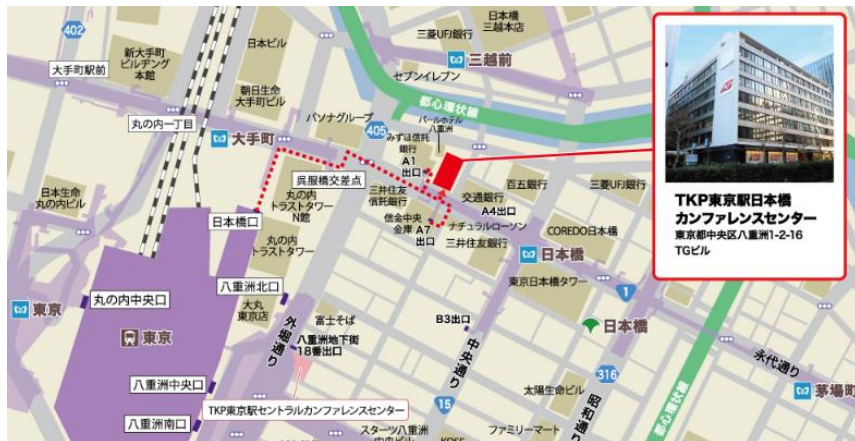 402
新大手町
ビルヂング
本館
大手町駅前
日本ビル
朝日生命
大手町ビル
丸の内一丁目
大手町
日本生命
丸の内ビル
パソナグループ
405
三菱UFJ銀行
日本橋
三越本店
三越前
セブンイレブン
都心環状線
パールホテル
八重洲
みずほ信託
銀行
A1
出口
呉服橋交差点
三井住友
信託銀行
信金中央
金庫
A7
出口
交通銀行
百五銀行
三菱UFJ銀行
A4出口
ナチュラルローソン
三井住友銀行
COREDO日本橋
日本橋
東京日本橋タワー
日本橋口
丸の内
トラストタワー
N館
丸の内
トラストタワー
八重洲北口
大丸
東京店
外堀通り
富士そば
八重洲地下街
18番出口
東京
丸の内中央口
東京
八重洲中央口
八重洲南口
TKP東京駅セントラルカンファレンスセンター
B3出口
中央通り
15
日本橋
1
316
昭和通り
太陽生命ビル
ファミリーマート
スターツ八重洲
中央ビル
KOSE
永代通り
茅場町
都心環状線
TKP東京駅日本橋
カンファレンスセンター
東京都中央区八重洲1-2-16
TGビル